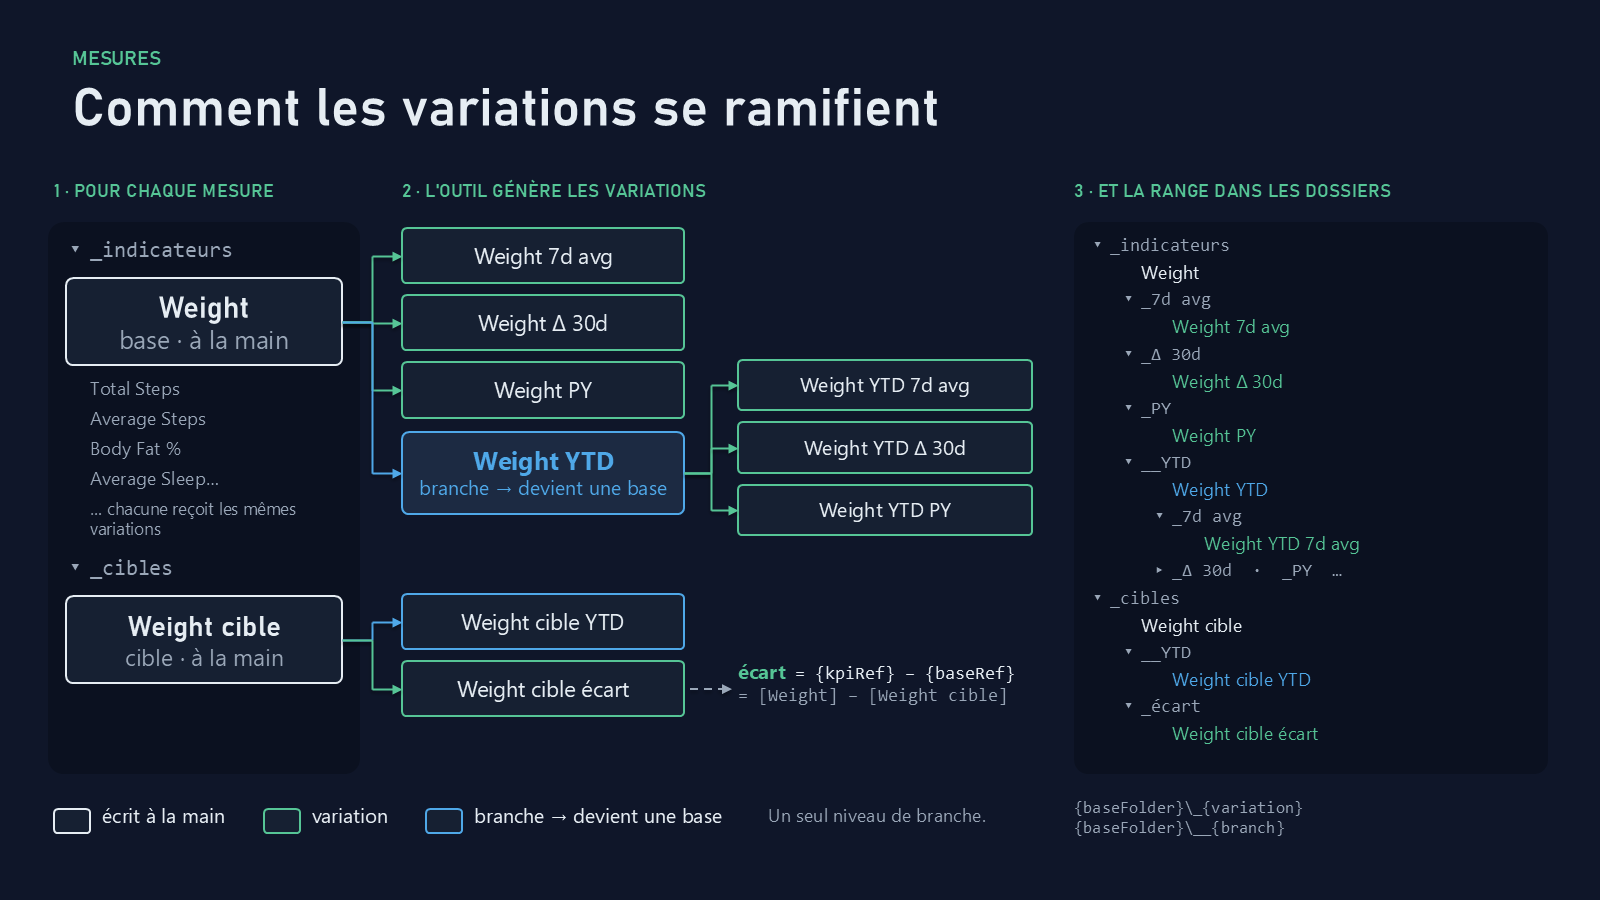 MESURES
Comment les variations se ramifient
1 · POUR CHAQUE MESURE
▾ _indicateurs
Weight
base · à la main
Total Steps
Average Steps
Body Fat %
Average Sleep...
... chacune reçoit les mêmes
variations
▾ _cibles
Weight cible
cible · à la main
2 · L'OUTIL GÉNÈRE LES VARIATIONS
Weight 7d avg
Weight Δ 30d
Weight PY
Weight YTD
branche → devient une base
Weight YTD 7d avg
Weight YTD Δ 30d
Weight YTD PY
Weight cible YTD
Weight cible écart
écart = {kpiRef} − {baseRef}
= [Weight] − [Weight cible]
3 · ET LA RANGE DANS LES DOSSIERS
▾ _indicateurs
Weight
▾ _7d avg
Weight 7d avg
▾ _Δ 30d
Weight Δ 30d
▾ _PY
Weight PY
▾ __YTD
Weight YTD
▾ _7d avg
Weight YTD 7d avg
▸ _Δ 30d · _PY …
▾ _cibles
Weight cible
▾ __YTD
Weight cible YTD
▾ _écart
Weight cible écart
écrit à la main
variation
branche → devient une base
Un seul niveau de branche.
{baseFolder}\_{variation}
{baseFolder}\__{branch}